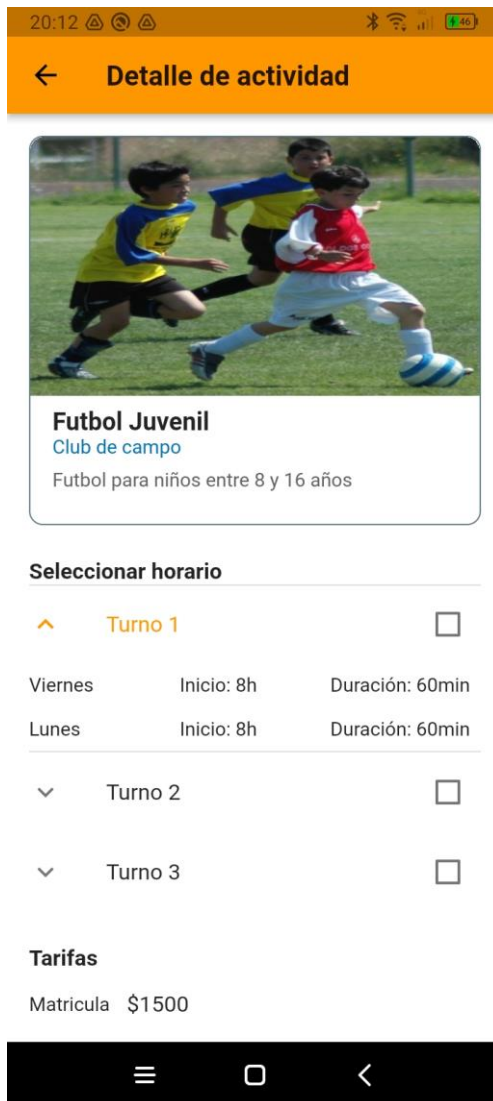 20:12
46
Detalle de actividad
Futbol Juvenil
Club de campo
Futbol para niños entre 8 y 16 años
Seleccionar horario
Turno 1
Viernes Inicio: 8h Duración: 60min
Lunes Inicio: 8h Duración: 60min
Turno 2
Turno 3
Tarifas
Matricula $1500